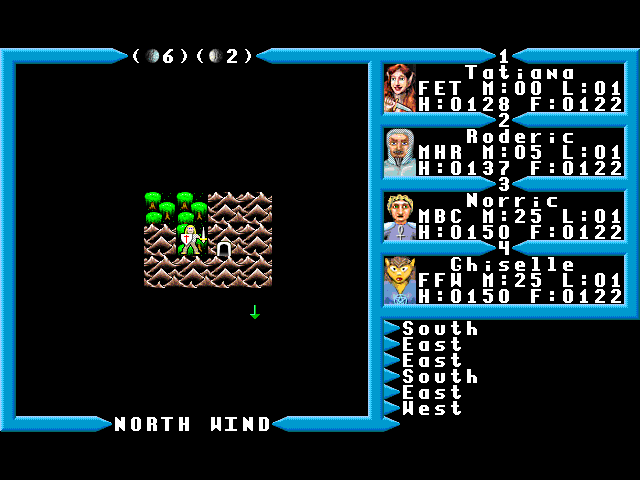 (6)(2)
1
Tatiana
FET M:00 L:01
H:0128 F:0122
2
Roderic
MHR M:05 L:01
H:0137 F:0122
3
Norric
MBC M:25 L:01
H:0150 F:0122
4
Ghiselle
FFW M:25 L:01
H:0150 F:0122
South
East
East
South
East
West
NORTH WIND